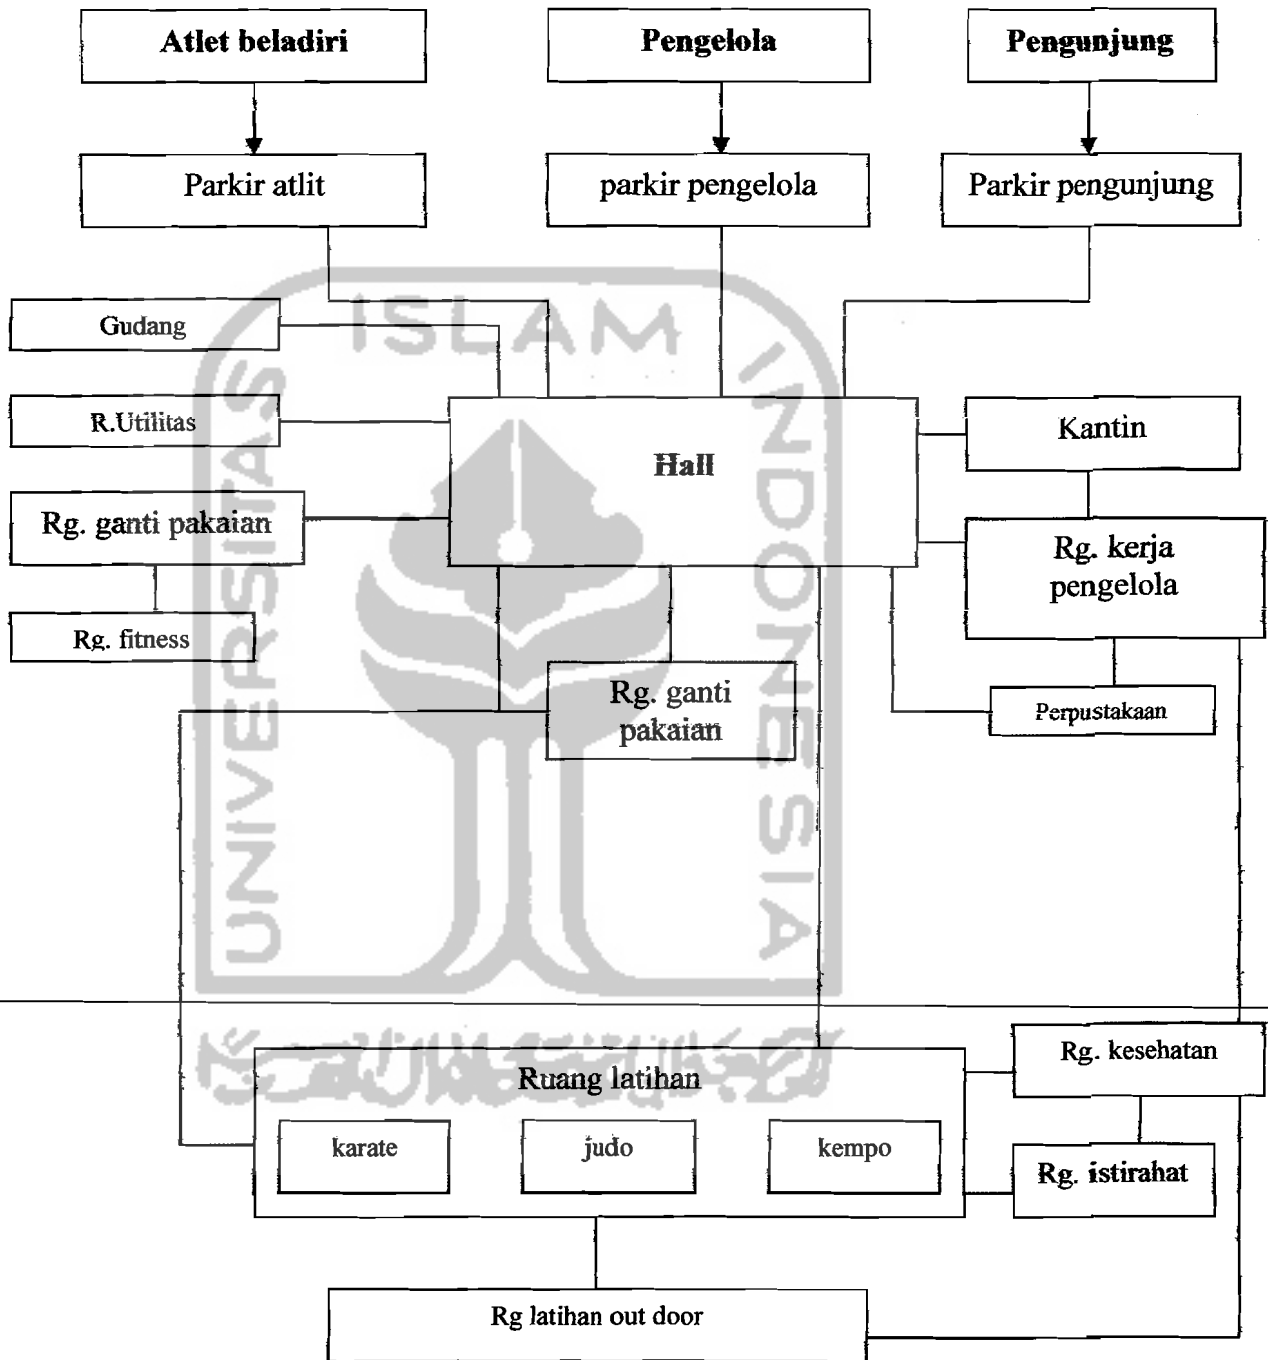 Atlet beladiri
Pengelola
Pengunjung
Parkir atlit
parkir pengelola
Parkir pengunjung
ISLAM
UNIVERSITAS
INDONESIA
Gudang
R.Utilitas
Hall
Kantin
Rg. ganti pakaian
Rg. kerja
pengelola
Rg. fitness
Rg. ganti
pakaian
Perpustakaan
Ruang latihan
Rg. kesehatan
karate
judo
kempo
Rg. istirahat
Rg latihan out door